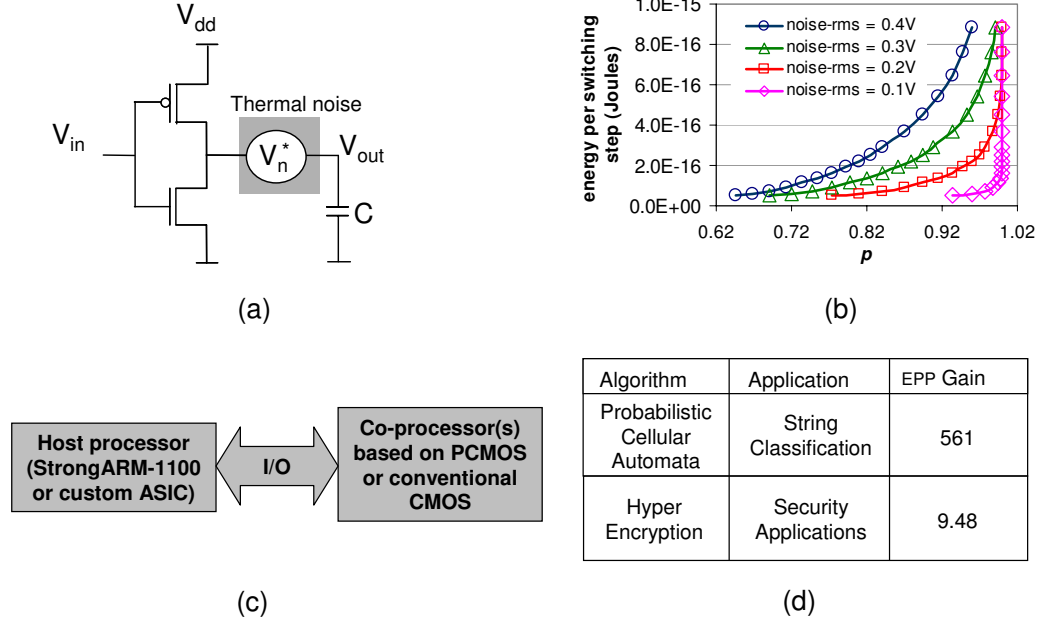 V_dd
Thermal noise
V_in
V_n^*
V_out
C
(a)
energy per switching
step (Joules)
1.0E-15
8.0E-16
6.0E-16
4.0E-16
2.0E-16
0.0E+00
noise-rms = 0.4V
noise-rms = 0.3V
noise-rms = 0.2V
noise-rms = 0.1V
0.62 0.72 0.82 0.92 1.02
p
(b)
Host processor
(StrongARM-1100
or custom ASIC)
I/O
Co-processor(s)
based on PCMOS
or conventional
CMOS
(c)
Algorithm Application EPP Gain
Probabilistic
Cellular
Automata
String
Classification
561
Hyper
Encryption
Security
Applications
9.48
(d)